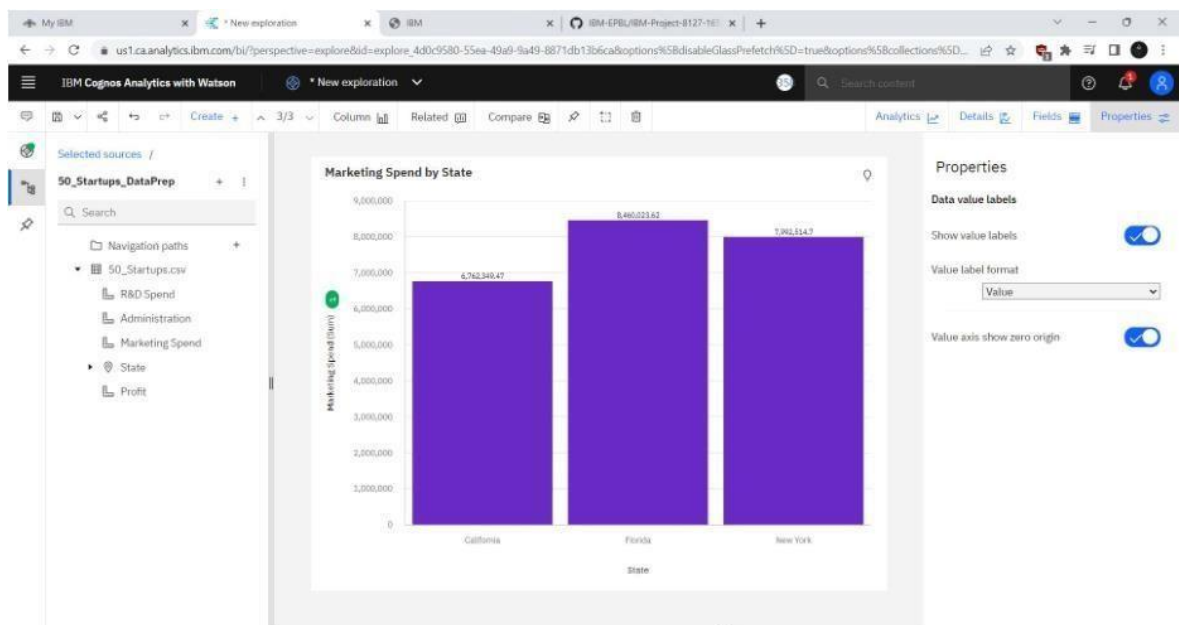 My IBM
* New exploration
IBM
IBM-EPBL/IBM-Project-8127-165
us1.ca.analytics.ibm.com/bi/?perspective=explore&id=explore_4d0c9580-55ea-49a9-9a49-8871db13b6ca&options%5BdisableGlassPrefetch%5D=true&options%5Bcollections%5D...
IBM Cognos Analytics with Watson
* New exploration
Search content
Create +
3/3
Column
Related
Compare
Analytics
Details
Fields
Properties
Selected sources /
50_Startups_DataPrep
Search
Navigation paths
50_Startups.csv
R&D Spend
Administration
Marketing Spend
State
Profit
Marketing Spend by State
9,000,000
8,000,000
7,000,000
6,000,000
5,000,000
4,000,000
3,000,000
2,000,000
1,000,000
0
Marketing Spend (Sum)
6,762,349.47
8,460,023.62
7,992,514.7
California
Florida
New York
State
Properties
Data value labels
Show value labels
Value label format
Value
Value axis show zero origin